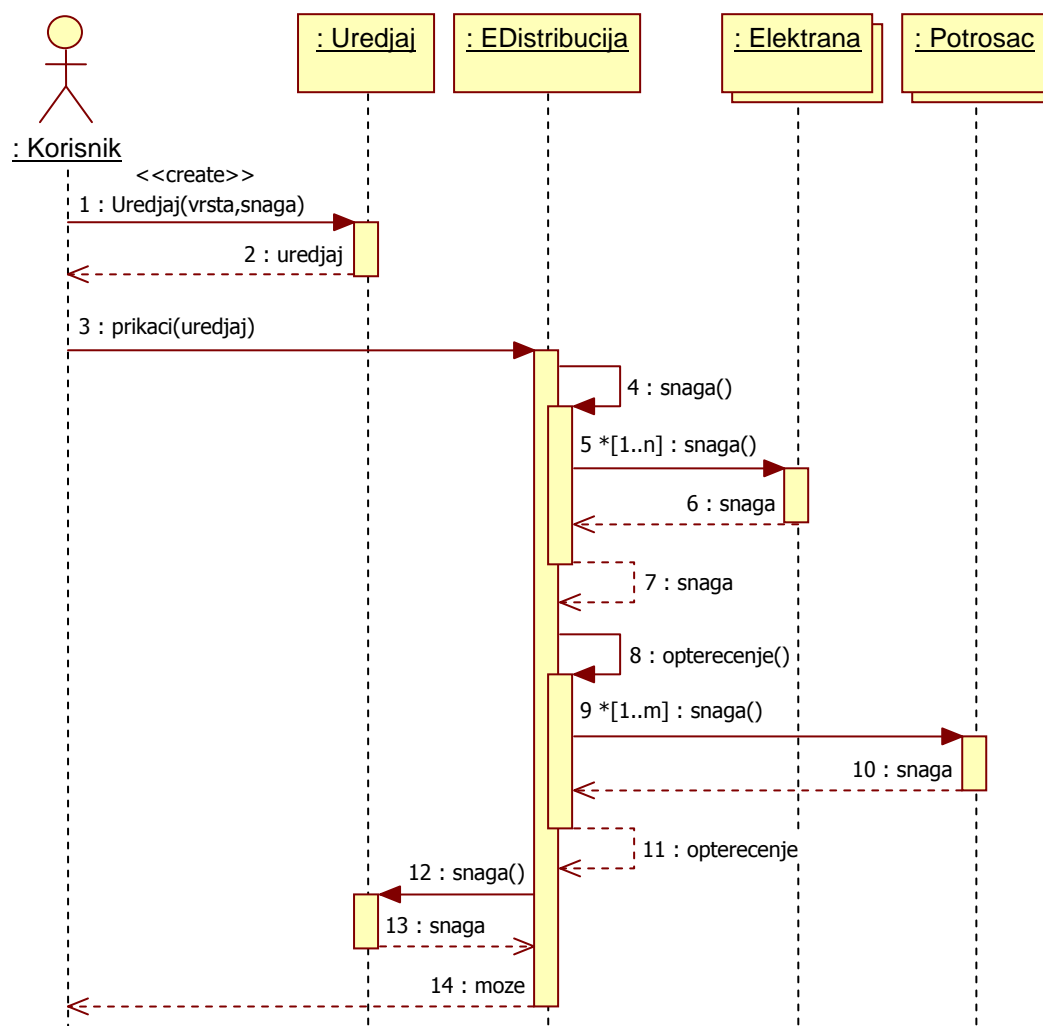 : Uredjaj
: EDistribucija
: Elektrana
: Potrosac
: Korisnik
<<create>>
1 : Uredjaj(vrsta,snaga)
2 : uredjaj
3 : prikaci(uredjaj)
4 : snaga()
5 *[1..n] : snaga()
6 : snaga
7 : snaga
8 : opterecenje()
9 *[1..m] : snaga()
10 : snaga
11 : opterecenje
12 : snaga()
13 : snaga
14 : moze